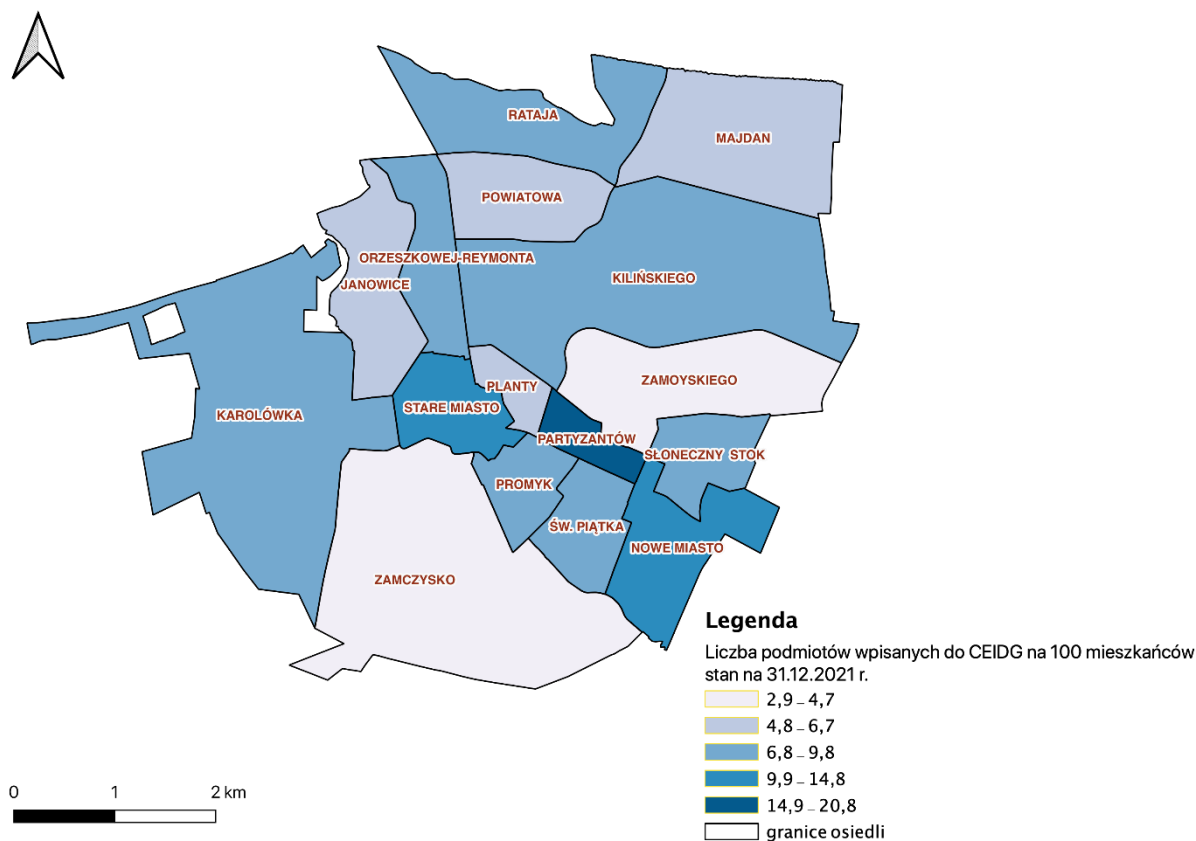 RATAJA
MAJDAN
POWIATOWA
ORZESZKOWEJ-REYMONTA
KILIŃSKIEGO
JANOWICE
ZAMOYSKIEGO
PLANTY
STARE MIASTO
KAROLÓWKA
PARTYZANTÓW
SŁONECZNY STOK
PROMYK
ŚW. PIĄTKA
NOWE MIASTO
ZAMCZYSKO
Legenda
Liczba podmiotów wpisanych do CEIDG na 100 mieszkańców
stan na 31.12.2021 r.
2,9 – 4,7
4,8 – 6,7
6,8 – 9,8
9,9 – 14,8
14,9 – 20,8
granice osiedli
0 1 2 km